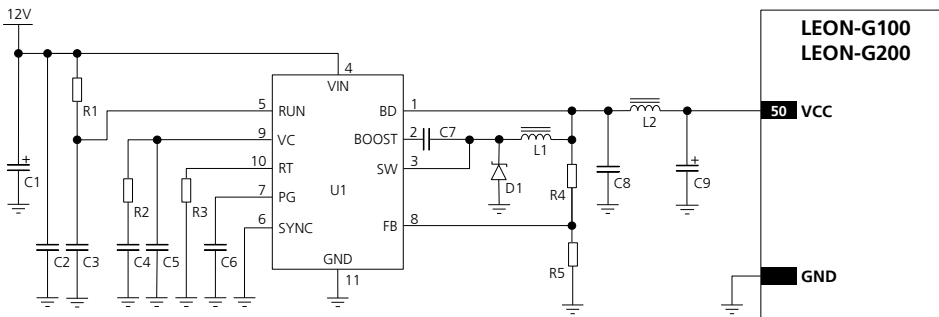 12V
LEON-G100
LEON-G200
4
VIN
R1
5
RUN
BD
1
50
VCC
L2
9
VC
BOOST
2
C7
L1
10
RT
SW
3
C1
R2
R3
U1
D1
C8
C9
R4
7
PG
6
SYNC
FB
8
C2
C3
C4
C5
C6
GND
11
R5
GND